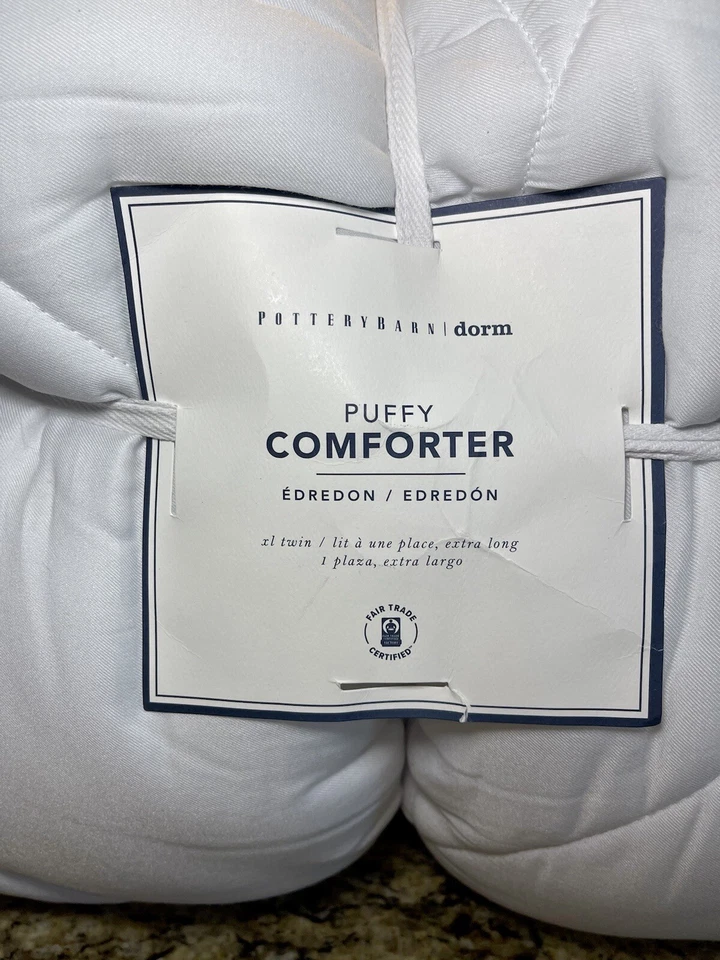 POTTERYBARN | dorm
PUFFY
COMFORTER
ÉDREDON / EDREDÓN
xl twin / lit à une place, extra long
1 plaza, extra largo
FAIR TRADE
CERTIFIED™